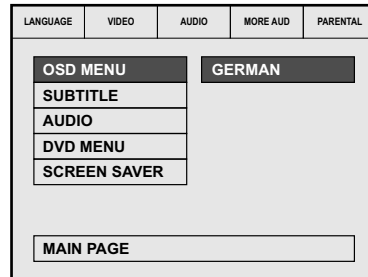 LANGUAGE VIDEO AUDIO MORE AUD PARENTAL
OSD MENU GERMAN
SUBTITLE
AUDIO
DVD MENU
SCREEN SAVER
MAIN PAGE